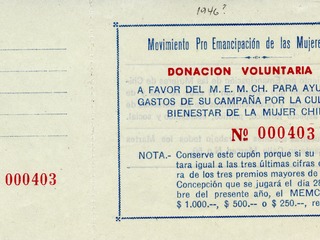 1946?
Movimiento Pro Emancipación de las Mujere
DONACION VOLUNTARIA
A FAVOR DEL M. E. M. CH. PARA AYU
GASTOS DE SU CAMPAÑA POR LA CUL
BIENESTAR DE LA MUJER CHI
Nº 000403
NOTA.- Conserve este cupón porque si su
tara igual a las tres últimas cifras
ra de los tres premios mayores de
Concepción que se jugará el día 28
bre del presente año, el MEMC
$ 1.000--, $ 500-- o $ 250--, re
000403